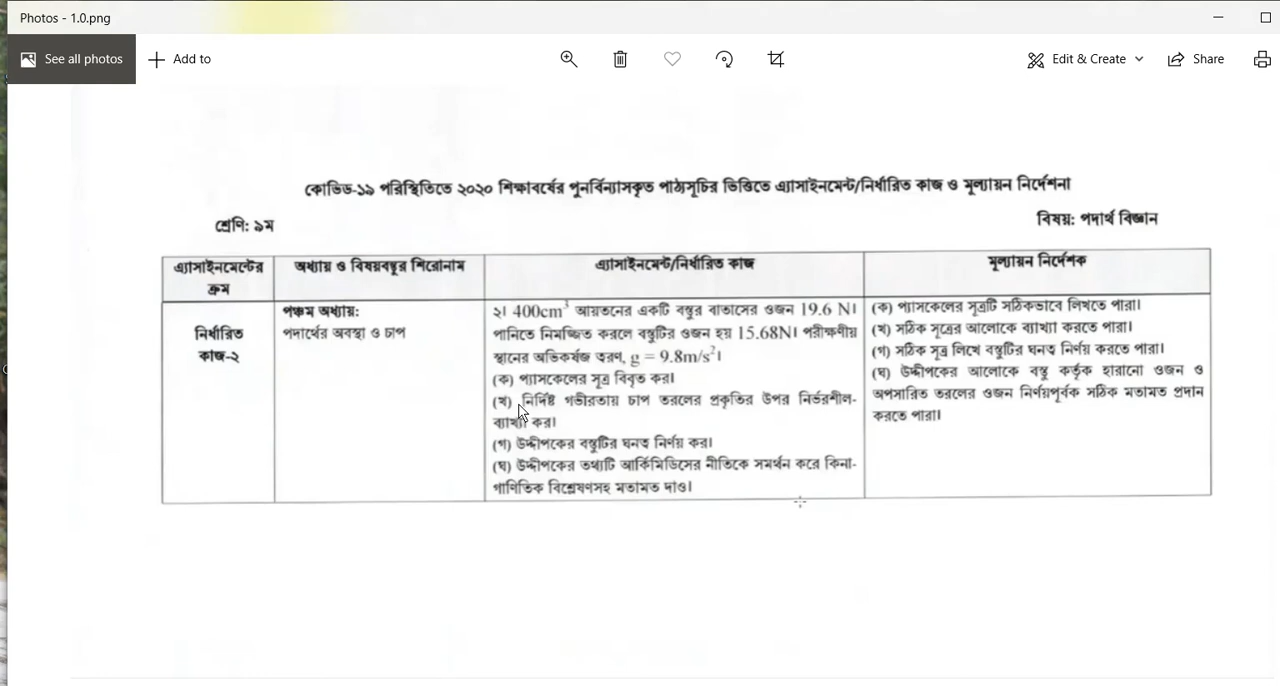 Photos - 1.0.png
See all photos
Add to
Edit & Create
Share
কোভিড-১৯ পরিস্থিতিতে ২০২০ শিক্ষাবর্ষের পুনর্বিন্যাসকৃত পাঠ্যসূচির ভিত্তিতে এ্যাসাইনমেন্ট/নির্ধারিত কাজ ও মূল্যায়ন নির্দেশনা
শ্রেণি: ৯ম
বিষয়: পদার্থ বিজ্ঞান
এ্যাসাইনমেন্টের
ক্রম
অধ্যায় ও বিষয়বস্তুর শিরোনাম
এ্যাসাইনমেন্ট/নির্ধারিত কাজ
মূল্যায়ন নির্দেশক
নির্ধারিত
কাজ-২
পঞ্চম অধ্যায়:
পদার্থের অবস্থা ও চাপ
২। 400cm³ আয়তনের একটি বস্তুর বাতাসের ওজন 19.6 N।
পানিতে নিমজ্জিত করলে বস্তুটির ওজন হয় 15.68N। পরীক্ষণীয়
স্থানের অভিকর্ষজ ত্বরণ, g = 9.8m/s²।
(ক) প্যাসকেলের সূত্র বিবৃত কর।
(খ) নির্দিষ্ট গভীরতায় চাপ তরলের প্রকৃতির উপর নির্ভরশীল-
ব্যাখ্যা কর।
(গ) উদ্দীপকের বস্তুটির ঘনত্ব নির্ণয় কর।
(ঘ) উদ্দীপকের তথ্যটি আর্কিমিডিসের নীতিকে সমর্থন করে কিনা-
গাণিতিক বিশ্লেষণসহ মতামত দাও।
(ক) প্যাসকেলের সূত্রটি সঠিকভাবে লিখতে পারা।
(খ) সঠিক সূত্রের আলোকে ব্যাখ্যা করতে পারা।
(গ) সঠিক সূত্র লিখে বস্তুটির ঘনত্ব নির্ণয় করতে পারা।
(ঘ) উদ্দীপকের আলোকে বস্তু কর্তৃক হারানো ওজন ও
অপসারিত তরলের ওজন নির্ণয়পূর্বক সঠিক মতামত প্রদান
করতে পারা।